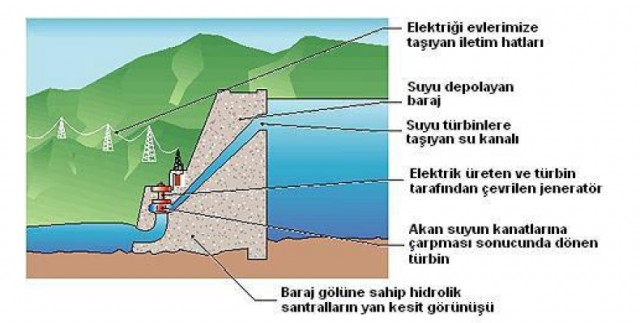 Elektriği evlerimize
taşıyan iletim hatları
Suyu depolayan
baraj
Suyu türbinlere
taşıyan su kanalı
Elektrik üreten ve türbin
tarafından çevrilen jeneratör
Akan suyun kanatlarına
çarpması sonucunda dönen
türbin
Baraj gölüne sahip hidrolik
santralların yan kesit görünüşü